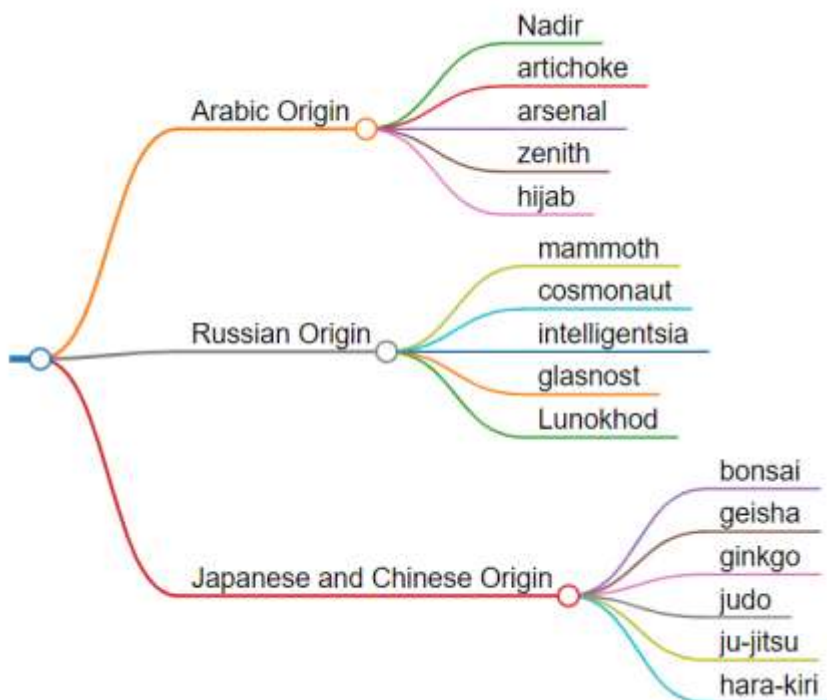 Arabic Origin
Nadir
artichoke
arsenal
zenith
hijab
Russian Origin
mammoth
cosmonaut
intelligentsia
glasnost
Lunokhod
Japanese and Chinese Origin
bonsai
geisha
ginkgo
judo
ju-jitsu
hara-kiri